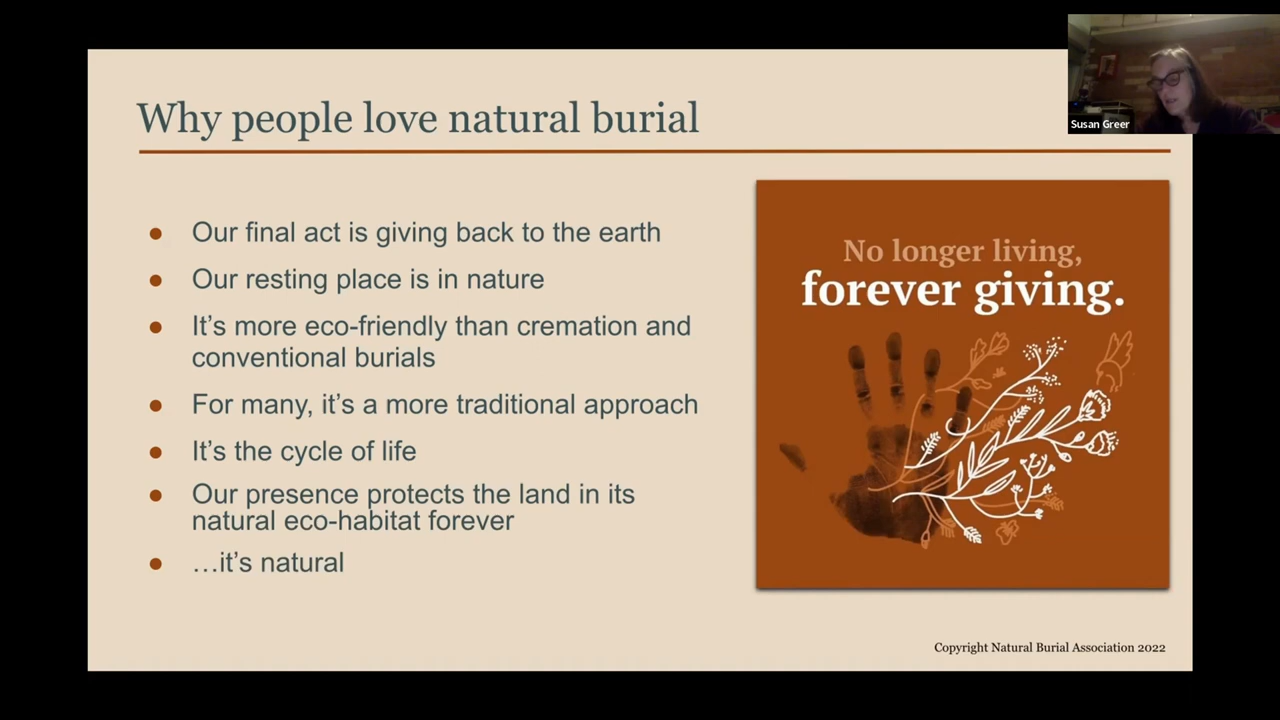 Why people love natural burial
Susan Greer
● Our final act is giving back to the earth
● Our resting place is in nature
● It’s more eco-friendly than cremation and
conventional burials
● For many, it’s a more traditional approach
● It’s the cycle of life
● Our presence protects the land in its
natural eco-habitat forever
● …it’s natural
No longer living,
forever giving.
Copyright Natural Burial Association 2022